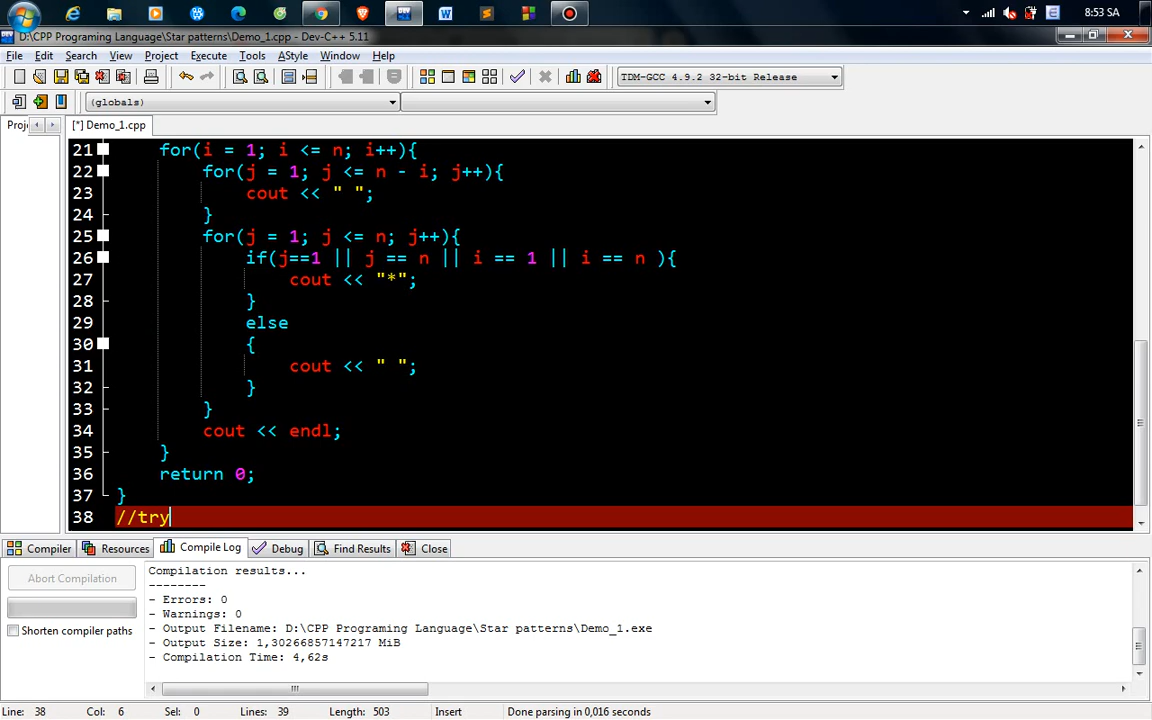 8:53 SA
D:\CPP Programing Language\Star patterns\Demo_1.cpp - Dev-C++ 5.11
File Edit Search View Project Execute Tools AStyle Window Help
TDM-GCC 4.9.2 32-bit Release
(globals)
Proj [*] Demo_1.cpp
21 for(i = 1; i <= n; i++){
22 for(j = 1; j <= n - i; j++){
23 cout << " ";
24 }
25 for(j = 1; j <= n; j++){
26 if(j==1 || j == n || i == 1 || i == n ){
27 cout << "*";
28 }
29 else
30 {
31 cout << " ";
32 }
33 }
34 cout << endl;
35 }
36 return 0;
37 }
38 //try
Compiler Resources Compile Log Debug Find Results Close
Abort Compilation
Shorten compiler paths
Compilation results...
--------
- Errors: 0
- Warnings: 0
- Output Filename: D:\CPP Programing Language\Star patterns\Demo_1.exe
- Output Size: 1,30266857147217 MiB
- Compilation Time: 4,62s
Line: 38 Col: 6 Sel: 0 Lines: 39 Length: 503 Insert Done parsing in 0,016 seconds